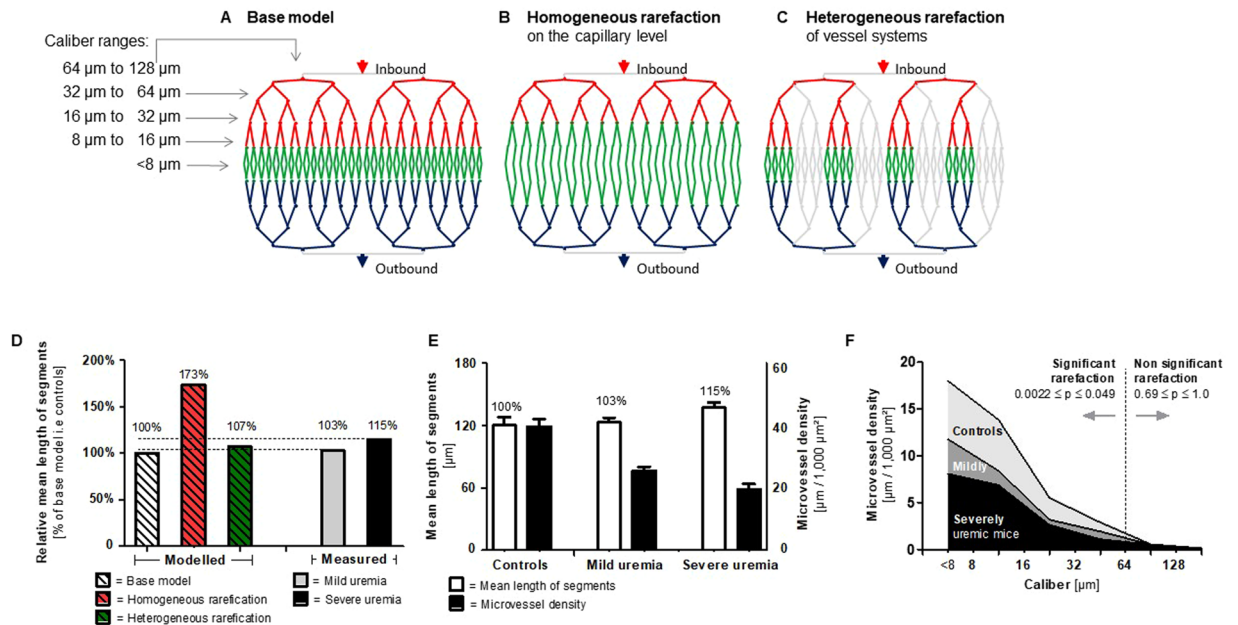 A Base model
Caliber ranges:
64 µm to 128 µm
32 µm to 64 µm
16 µm to 32 µm
8 µm to 16 µm
<8 µm
Inbound
Outbound
B Homogeneous rarefaction
on the capillary level
Inbound
Outbound
C Heterogeneous rarefaction
of vessel systems
Inbound
Outbound
D
Relative mean length of segments
[% of base model i.e controls]
200%
150%
100%
50%
0%
100%
173%
107%
103%
115%
Modelled
Measured
= Base model
= Homogeneous rarefication
= Heterogeneous rarefication
= Mild uremia
= Severe uremia
E
Mean length of segments
[µm]
180
120
60
0
100%
103%
115%
60
40
20
0
Microvessel density
[µm / 1,000 µm²]
Controls
Mild uremia
Severe uremia
= Mean length of segments
= Microvessel density
F
Microvessel density
[µm / 1,000 µm²]
20
15
10
5
0
Significant
rarefaction
0.0022 ≤ p ≤ 0.049
Non significant
rarefaction
0.69 ≤ p ≤ 1.0
Controls
Mildly
Severely
uremic mice
<8 8 16 32 64 128
Caliber [µm]